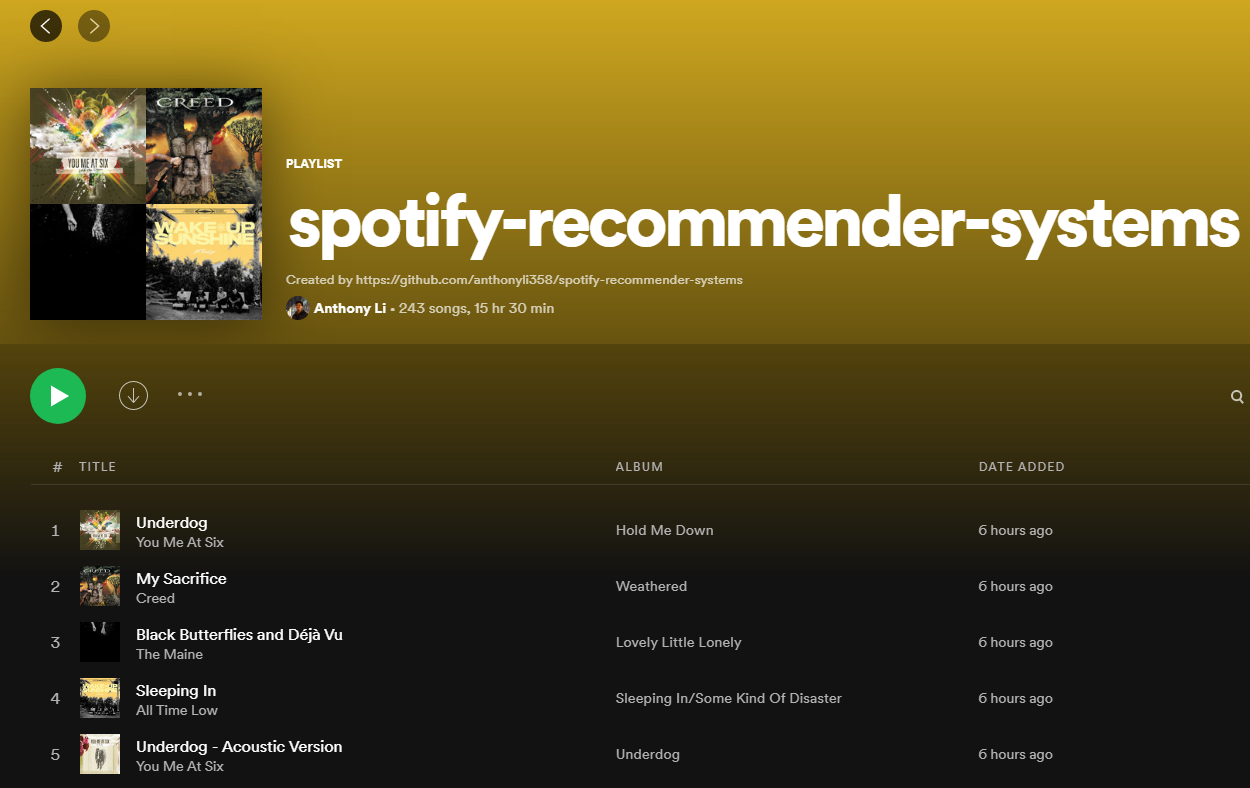 YOU ME AT SIX
CREED
WAKE UP
SUNSHINE
PLAYLIST
spotify-recommender-systems
Created by https://github.com/anthonyli358/spotify-recommender-systems
Anthony Li • 243 songs, 15 hr 30 min
# TITLE ALBUM DATE ADDED
1 Underdog Hold Me Down 6 hours ago
You Me At Six
2 My Sacrifice Weathered 6 hours ago
Creed
3 Black Butterflies and Déjà Vu Lovely Little Lonely 6 hours ago
The Maine
4 Sleeping In Sleeping In/Some Kind Of Disaster 6 hours ago
All Time Low
5 Underdog - Acoustic Version Underdog 6 hours ago
You Me At Six